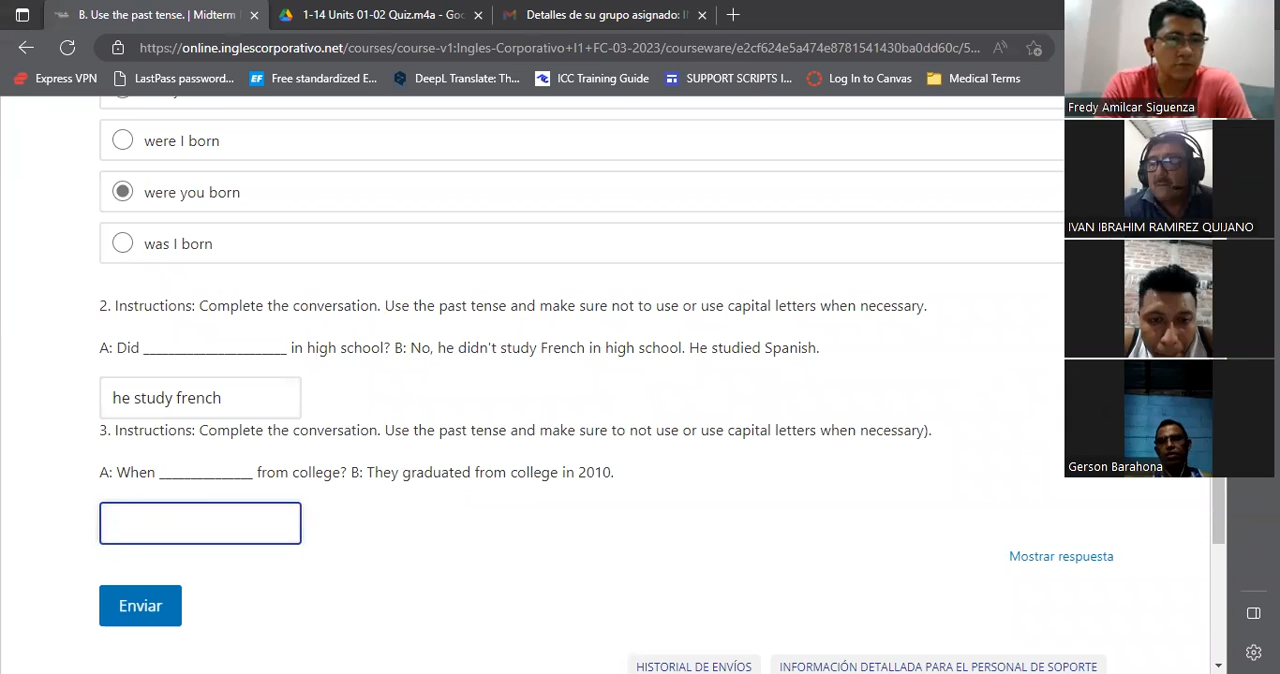 B. Use the past tense. | Midterm
1-14 Units 01-02 Quiz.m4a - Goo
Detalles de su grupo asignado: II
https://online.inglescorporativo.net/courses/course-v1:Ingles-Corporativo+I1+FC-03-2023/courseware/e2cf624e5a474e8781541430ba0dd60c/5...
Express VPN
LastPass password...
EF Free standardized E...
DeepL Translate: Th...
ICC Training Guide
SUPPORT SCRIPTS I...
Log In to Canvas
Medical Terms
Fredy Amilcar Siguenza
were I born
were you born
IVAN IBRAHIM RAMIREZ QUIJANO
was I born
2. Instructions: Complete the conversation. Use the past tense and make sure not to use or use capital letters when necessary.
A: Did ______________________ in high school? B: No, he didn't study French in high school. He studied Spanish.
he study french
3. Instructions: Complete the conversation. Use the past tense and make sure to not use or use capital letters when necessary).
Gerson Barahona
A: When ______________ from college? B: They graduated from college in 2010.
Mostrar respuesta
Enviar
HISTORIAL DE ENVÍOS
INFORMACIÓN DETALLADA PARA EL PERSONAL DE SOPORTE